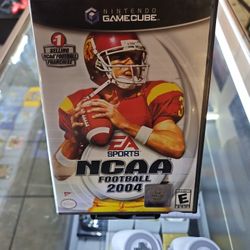 NINTENDO
GAMECUBE
#1
SELLING
NCAA FOOTBALL
FRANCHISE
EA
SPORTS
NCAA
FOOTBALL
2004
E